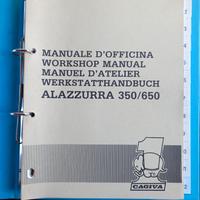 MANUALE D'OFFICINA
WORKSHOP MANUAL
MANUEL D'ATELIER
WERKSTATTHANDBUCH
ALAZZURRA 350/650
CAGIVA